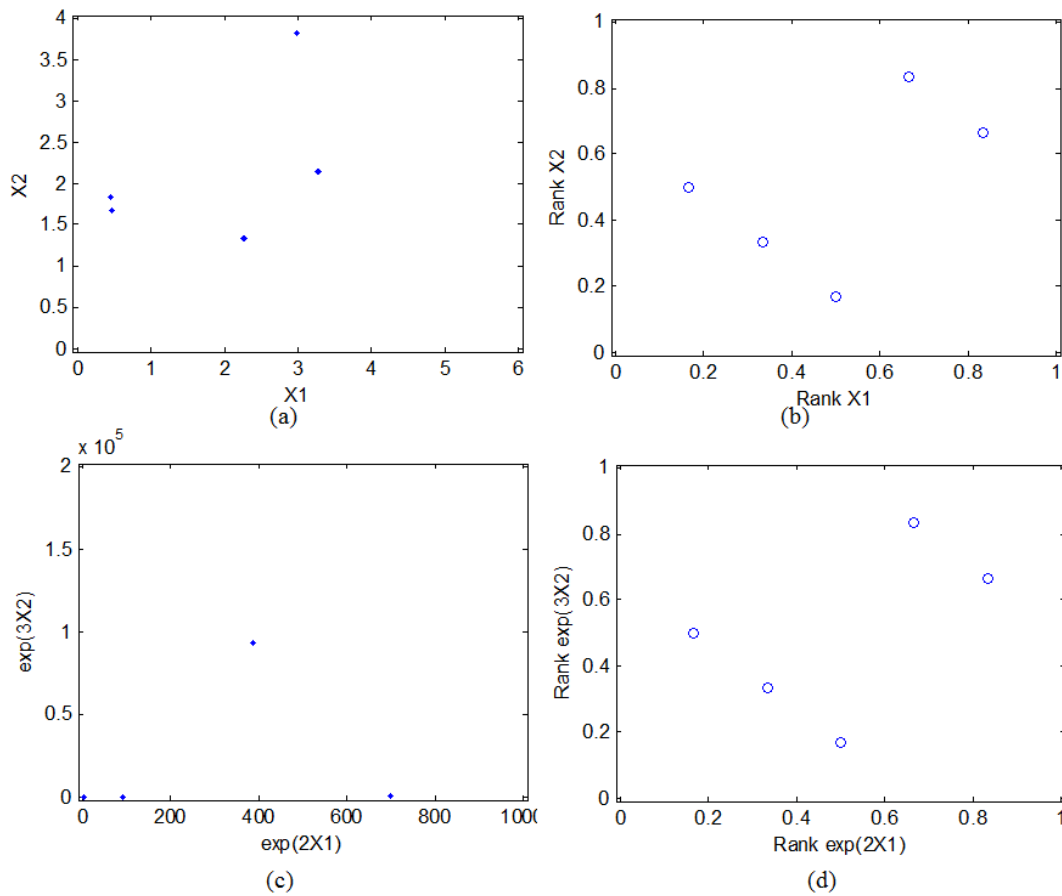 4
3.5
3
2.5
2
1.5
1
0.5
0
X2
0 1 2 3 4 5 6
X1
(a)
1
0.8
0.6
0.4
0.2
0
Rank X2
0 0.2 0.4 0.6 0.8 1
Rank X1
(b)
x 10^5
2
1.5
1
0.5
0
exp(3X2)
0 200 400 600 800 1000
exp(2X1)
(c)
1
0.8
0.6
0.4
0.2
0
Rank exp(3X2)
0 0.2 0.4 0.6 0.8 1
Rank exp(2X1)
(d)